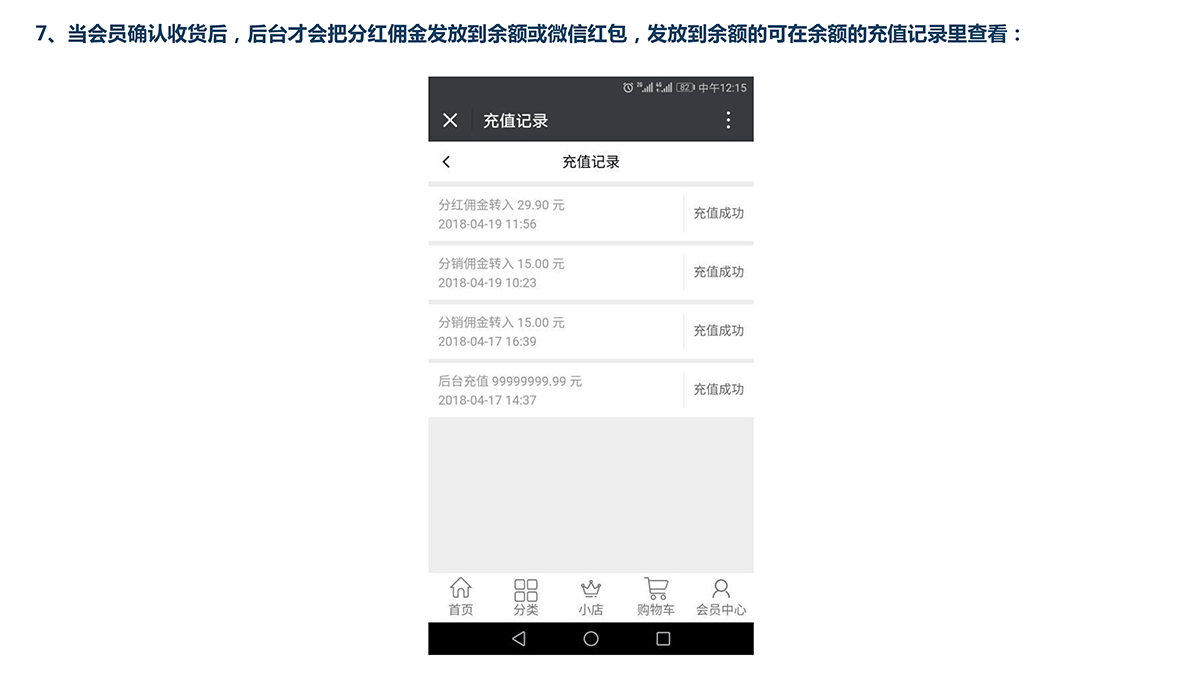 7、当会员确认收货后，后台才会把分红佣金发放到余额或微信红包，发放到余额的可在余额的充值记录里查看：
2G 4G 82 中午12:15
充值记录
充值记录
分红佣金转入 29.90 元
2018-04-19 11:56
充值成功
分销佣金转入 15.00 元
2018-04-19 10:23
充值成功
分销佣金转入 15.00 元
2018-04-17 16:39
充值成功
后台充值 99999999.99 元
2018-04-17 14:37
充值成功
首页 分类 小店 购物车 会员中心